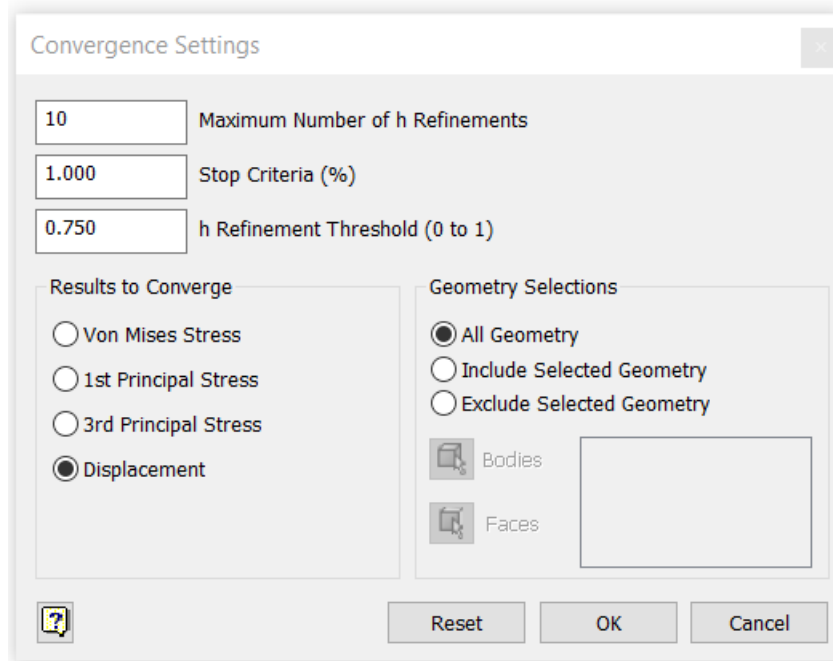 Convergence Settings
10 Maximum Number of h Refinements
1.000 Stop Criteria (%)
0.750 h Refinement Threshold (0 to 1)
Results to Converge
Von Mises Stress
1st Principal Stress
3rd Principal Stress
Displacement
Geometry Selections
All Geometry
Include Selected Geometry
Exclude Selected Geometry
Bodies
Faces
?
Reset OK Cancel